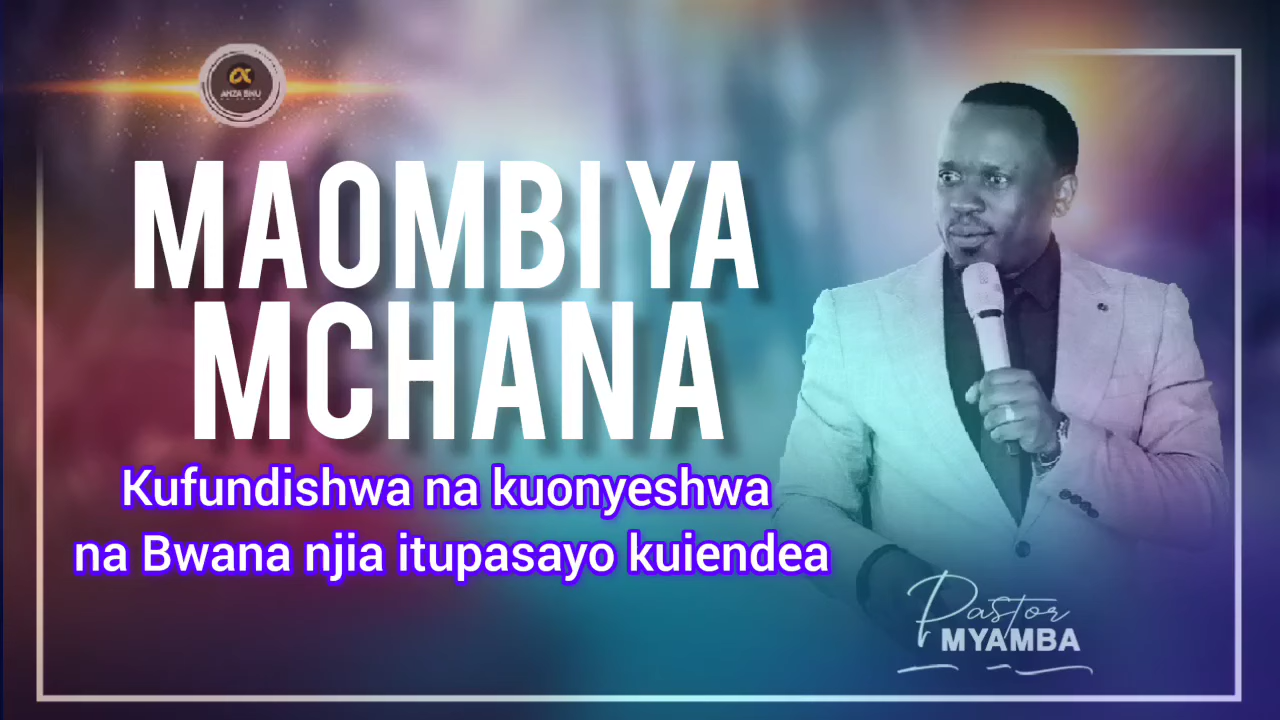 MAOMBI YA
MCHANA
Kufundishwa na kuonyeshwa
na Bwana njia itupasayo kuiendea
Pastor
MYAMBA